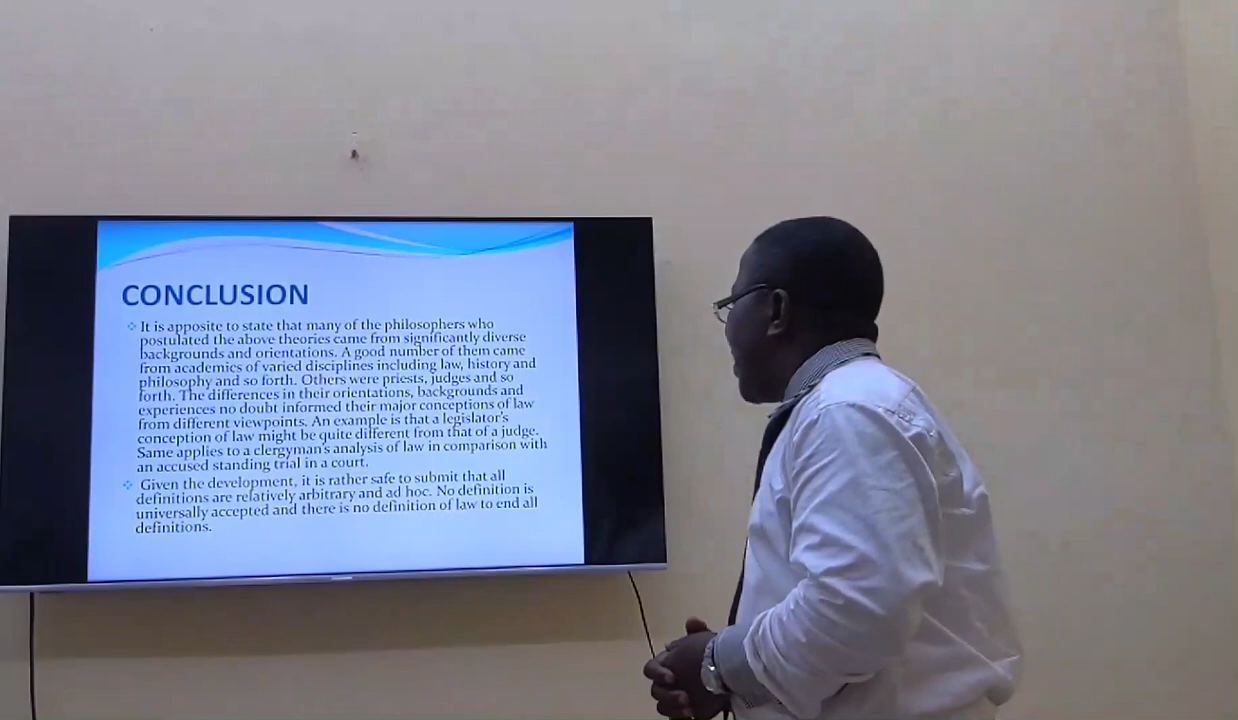 CONCLUSION
It is apposite to state that many of the philosophers who
postulated the above theories came from significantly diverse
backgrounds and orientations. A good number of them came
from academics of varied disciplines including law, history and
philosophy and so forth. Others were priests, judges and so
forth. The differences in their orientations, backgrounds and
experiences no doubt informed their major conceptions of law
from different viewpoints. An example is that a legislator's
conception of law might be quite different from that of a judge.
Same applies to a clergyman's analysis of law in comparison with
an accused standing trial in a court.
Given the development, it is rather safe to submit that all
definitions are relatively arbitrary and ad hoc. No definition is
universally accepted and there is no definition of law to end all
definitions.